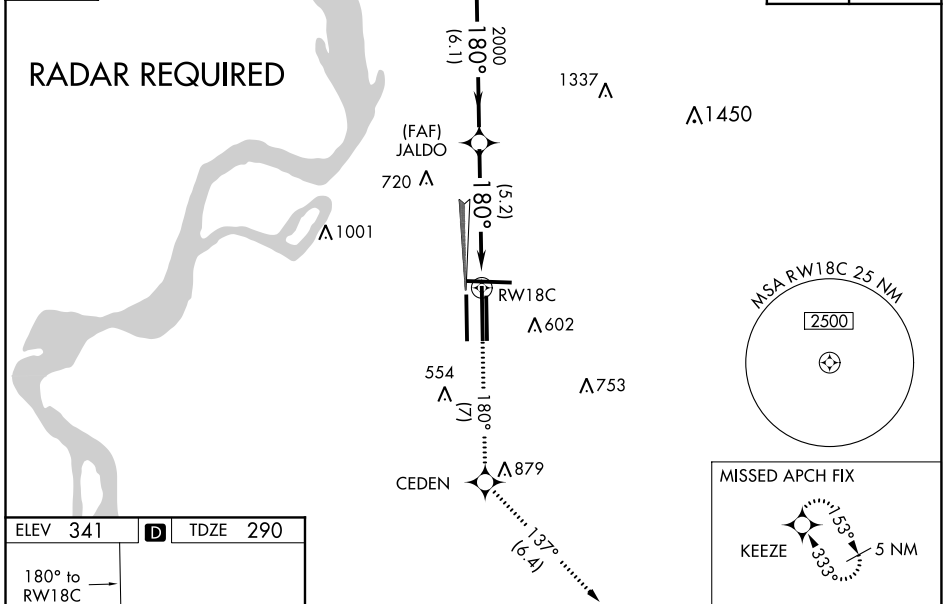 2000
180°
(6.1)
RADAR REQUIRED
1337
1450
(FAF)
JALDO
720
180°
(5.2)
1001
RW18C
602
MSA RW18C 25 NM
2500
554
753
180°
(7)
879
CEDEN
137°
(6.4)
MISSED APCH FIX
153°
KEEZE
333°
5 NM
ELEV 341
D
TDZE 290
180° to
RW18C